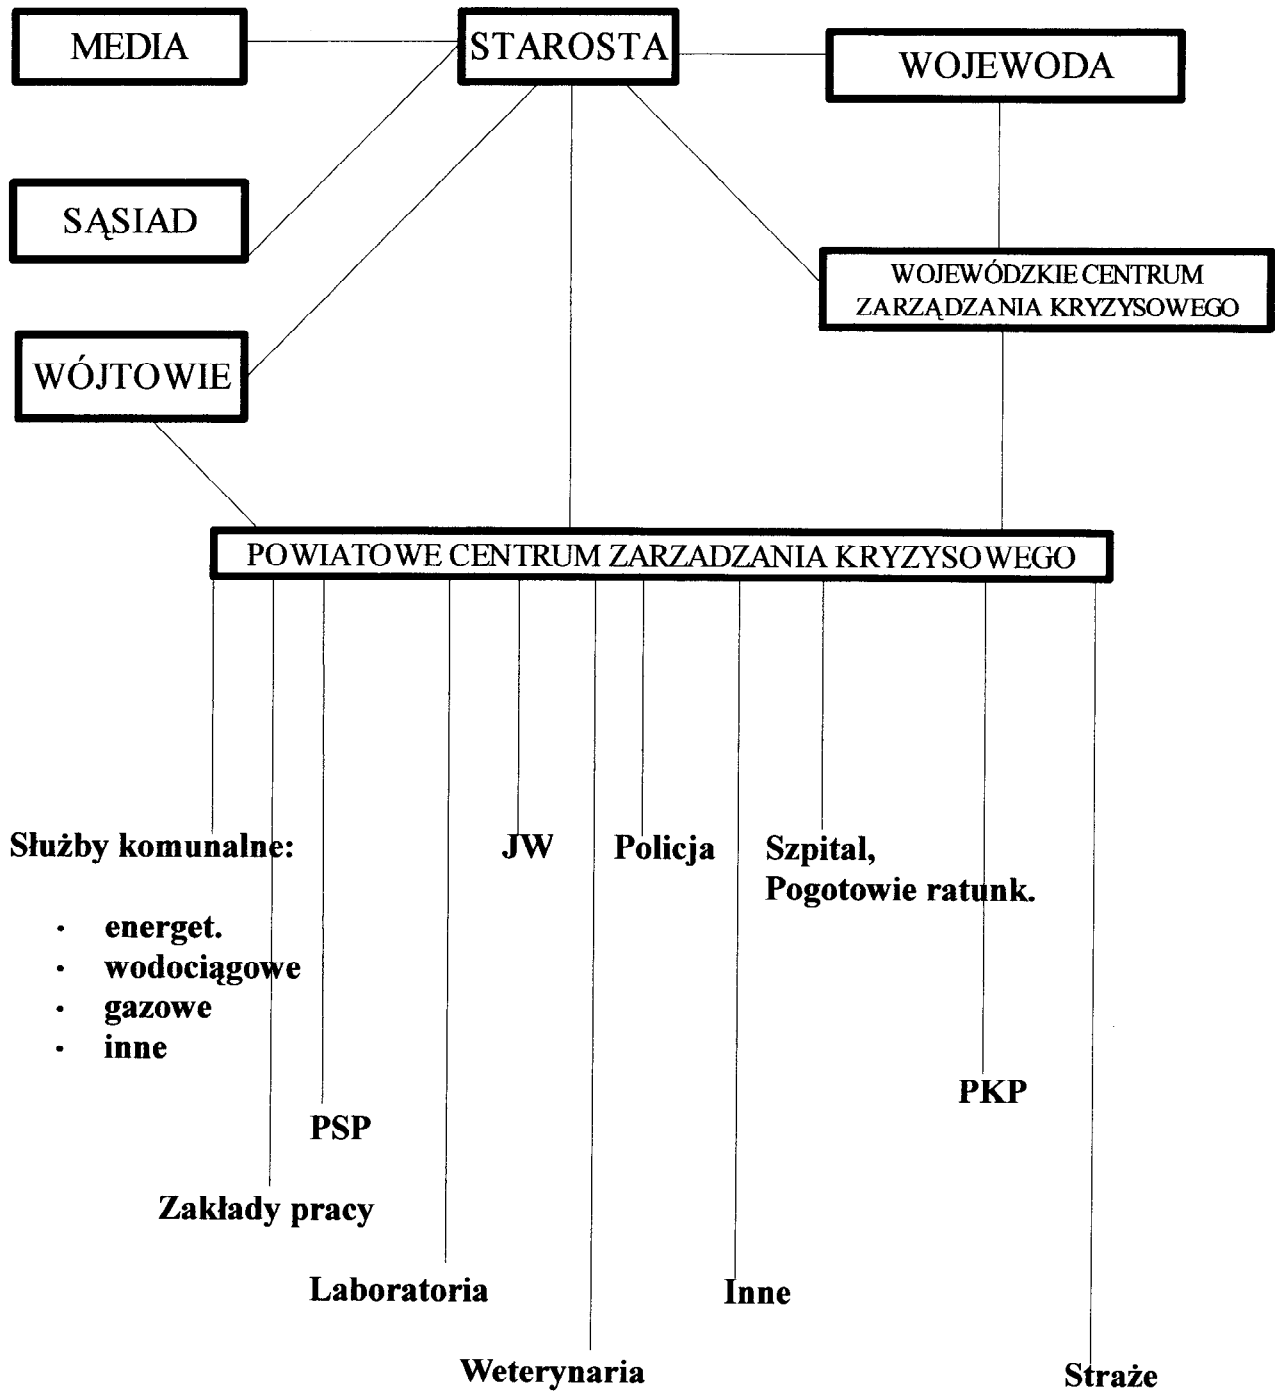 MEDIA
STAROSTA
WOJEWODA
SĄSIAD
WOJEWÓDZKIE CENTRUM
ZARZĄDZANIA KRYZYSOWEGO
WÓJTOWIE
POWIATOWE CENTRUM ZARZADZANIA KRYZYSOWEGO
Służby komunalne:
· energet.
· wodociągowe
· gazowe
· inne
JW
Policja
Szpital,
Pogotowie ratunk.
PKP
PSP
Zakłady pracy
Laboratoria
Inne
Weterynaria
Straże